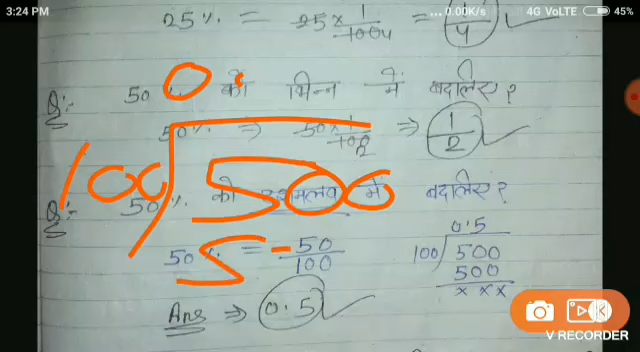 3:24 PM ...0.00K/s 4G VoLTE 45%
25% = 25 × 1/100 4 = 1/4
Q:- 50% को भिन्न में बदलिए?
0
50% ⇒ 50 × 1/100 2 ⇒ 1/2
100 500
Q:- 50% को में बदलिए?
5 -
50% = 50/100
0.5
100 500
500
× × ×
Ans ⇒ 0.5
V RECORDER